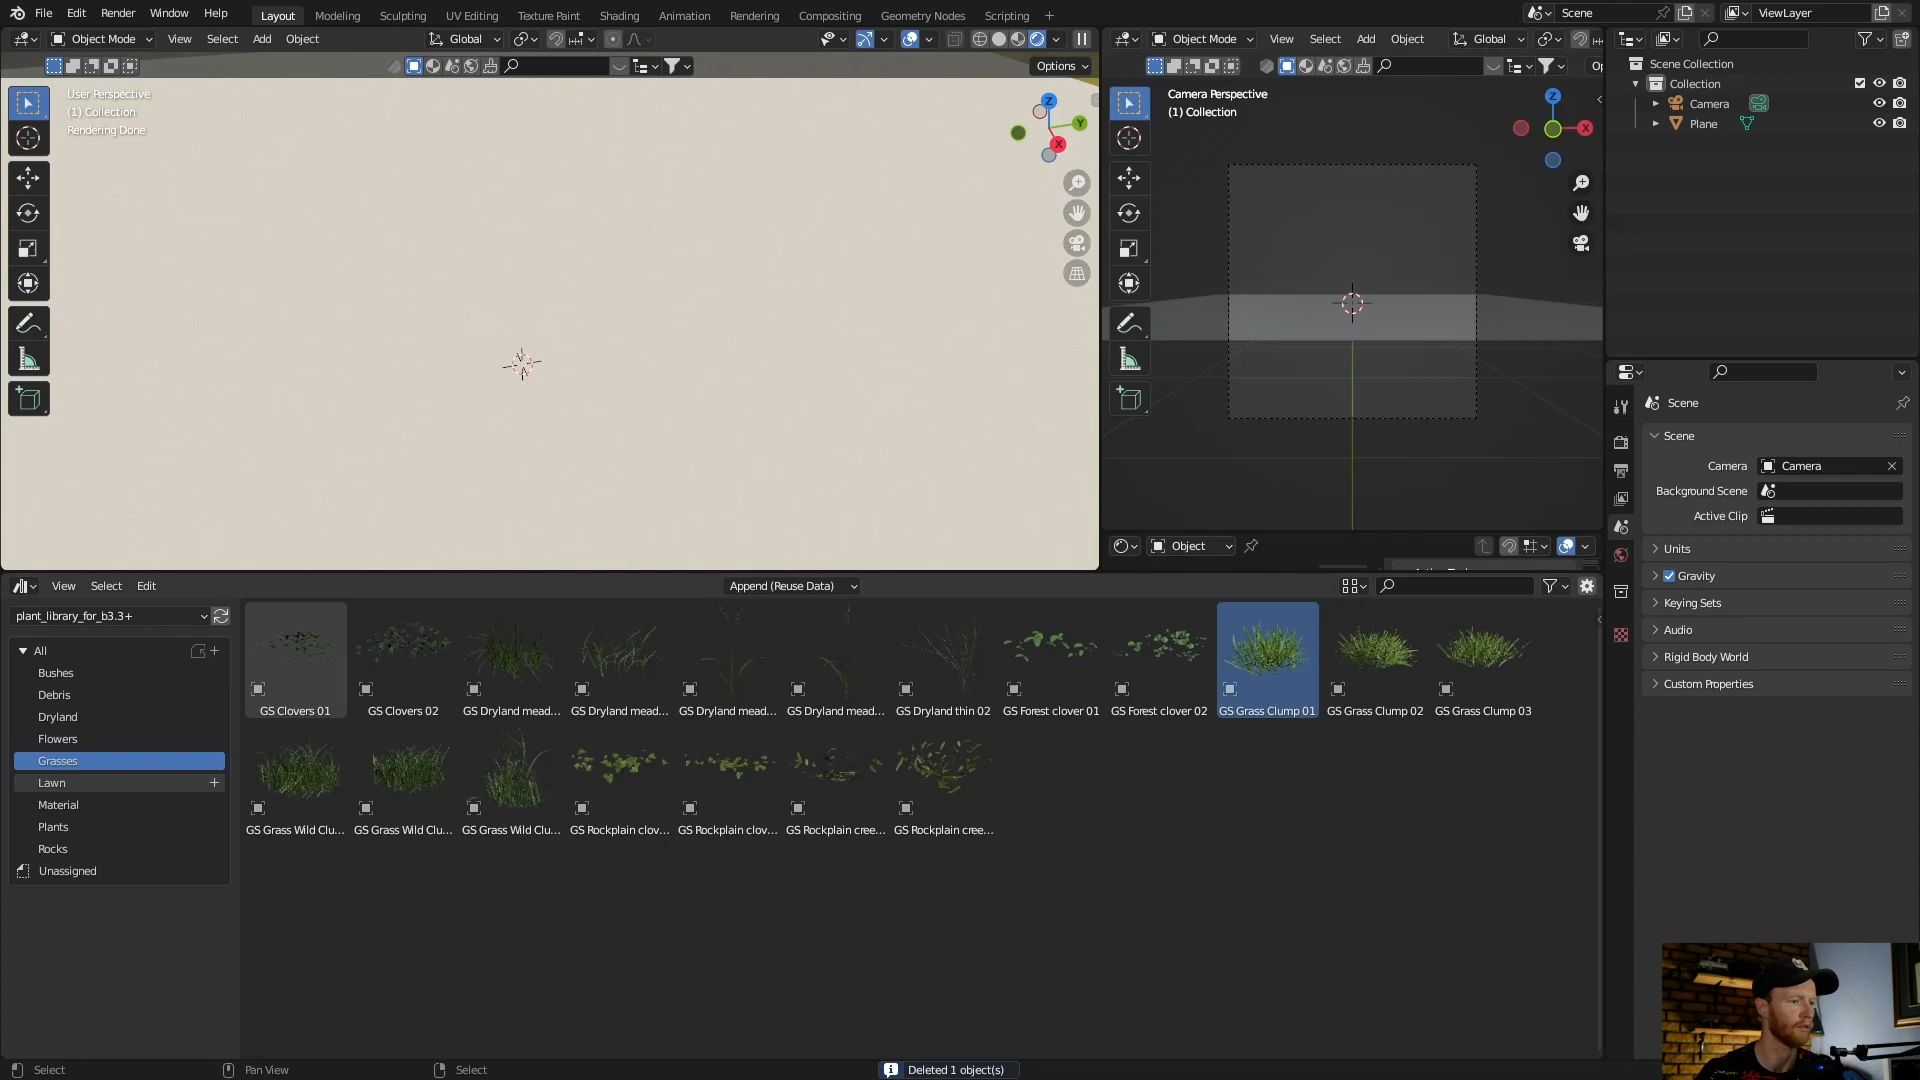 File Edit Render Window Help Layout Modeling Sculpting UV Editing Texture Paint Shading Animation Rendering Compositing Geometry Nodes Scripting + Scene ViewLayer
Object Mode View Select Add Object Global
Object Mode View Select Add Object Global
Options
User Perspective
(1) Collection
Rendering Done
Z
Y
X
Camera Perspective
(1) Collection
Z
X
Scene Collection
Collection
Camera
Plane
Scene
Scene
Camera Camera
Background Scene
Active Clip
Units
Gravity
Keying Sets
Audio
Rigid Body World
Custom Properties
Object
View Select Edit Append (Reuse Data)
plant_library_for_b3.3+
All
Bushes
Debris
Dryland
Flowers
Grasses
Lawn
Material
Plants
Rocks
Unassigned
GS Clovers 01 GS Clovers 02 GS Dryland mead... GS Dryland mead... GS Dryland mead... GS Dryland mead... GS Dryland thin 02 GS Forest clover 01 GS Forest clover 02 GS Grass Clump 01 GS Grass Clump 02 GS Grass Clump 03
GS Grass Wild Clu... GS Grass Wild Clu... GS Grass Wild Clu... GS Rockplain clov... GS Rockplain clov... GS Rockplain cree... GS Rockplain cree...
Select Pan View Select Deleted 1 object(s)